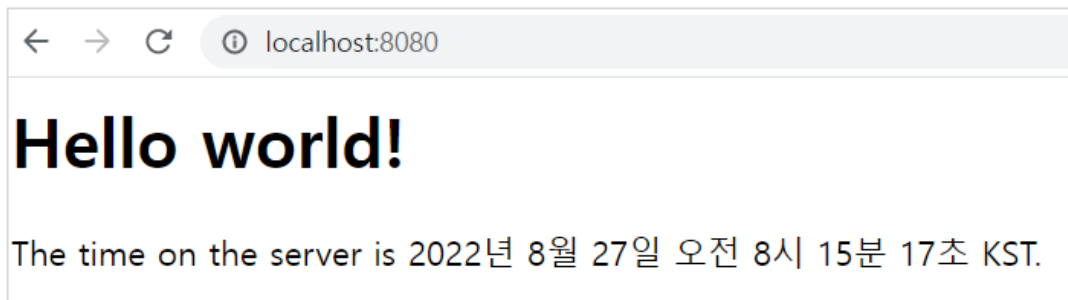 localhost:8080
Hello world!
The time on the server is 2022년 8월 27일 오전 8시 15분 17초 KST.